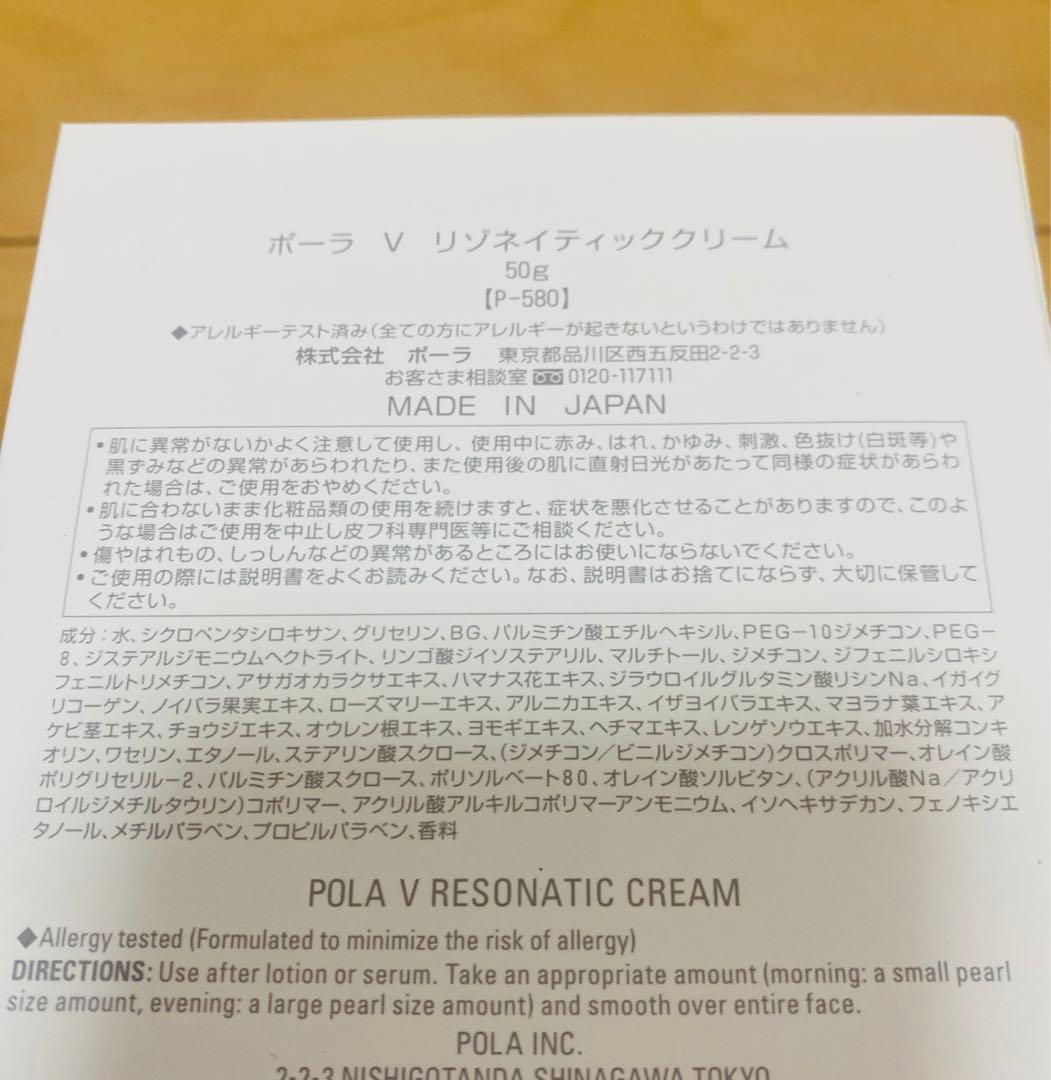 ポーラ V リゾネイティッククリーム
50g
【P-580】
◆アレルギーテスト済み(全ての方にアレルギーが起きないというわけではありません)
株式会社 ポーラ 東京都品川区西五反田2-2-3
お客さま相談室 0120-117111
MADE IN JAPAN
•肌に異常がないかよく注意して使用し、使用中に赤み、はれ、かゆみ、刺激、色抜け(白斑等)や
黒ずみなどの異常があらわれたり、また使用後の肌に直射日光があたって同様の症状があらわ
れた場合は、ご使用をおやめください。
•肌に合わないまま化粧品類の使用を続けますと、症状を悪化させることがありますので、このよ
うな場合はご使用を中止し皮フ科専門医等にご相談ください。
•傷やはれもの、しっしんなどの異常があるところにはお使いにならないでください。
•ご使用の際には説明書をよくお読みください。なお、説明書はお捨てにならず、大切に保管して
ください。
成分:水、シクロペンタシロキサン、グリセリン、BG、パルミチン酸エチルヘキシル、PEG-10ジメチコン、PEG-
8、ジステアルジモニウムヘクトライト、リンゴ酸ジイソステアリル、マルチトール、ジメチコン、ジフェニルシロキシ
フェニルトリメチコン、アサガオカラクサエキス、ハマナス花エキス、ジラウロイルグルタミン酸リシンNa、イガイグ
リコーゲン、ノイバラ果実エキス、ローズマリーエキス、アルニカエキス、イザヨイバラエキス、マヨラナ葉エキス、ア
ケビ茎エキス、チョウジエキス、オウレン根エキス、ヨモギエキス、ヘチマエキス、レンゲソウエキス、加水分解コンキ
オリン、ワセリン、エタノール、ステアリン酸スクロース、(ジメチコン/ビニルジメチコン)クロスポリマー、オレイン酸
ポリグリセリル-2、パルミチン酸スクロース、ポリソルベート80、オレイン酸ソルビタン、(アクリル酸Na/アクリ
ロイルジメチルタウリン)コポリマー、アクリル酸アルキルコポリマーアンモニウム、イソヘキサデカン、フェノキシエ
タノール、メチルパラベン、プロピルパラベン、香料
POLA V RESONATIC CREAM
◆Allergy tested (Formulated to minimize the risk of allergy)
DIRECTIONS: Use after lotion or serum. Take an appropriate amount (morning: a small pearl
size amount, evening: a large pearl size amount) and smooth over entire face.
POLA INC.
2-2-3 NISHIGOTANDA SHINAGAWA TOKYO